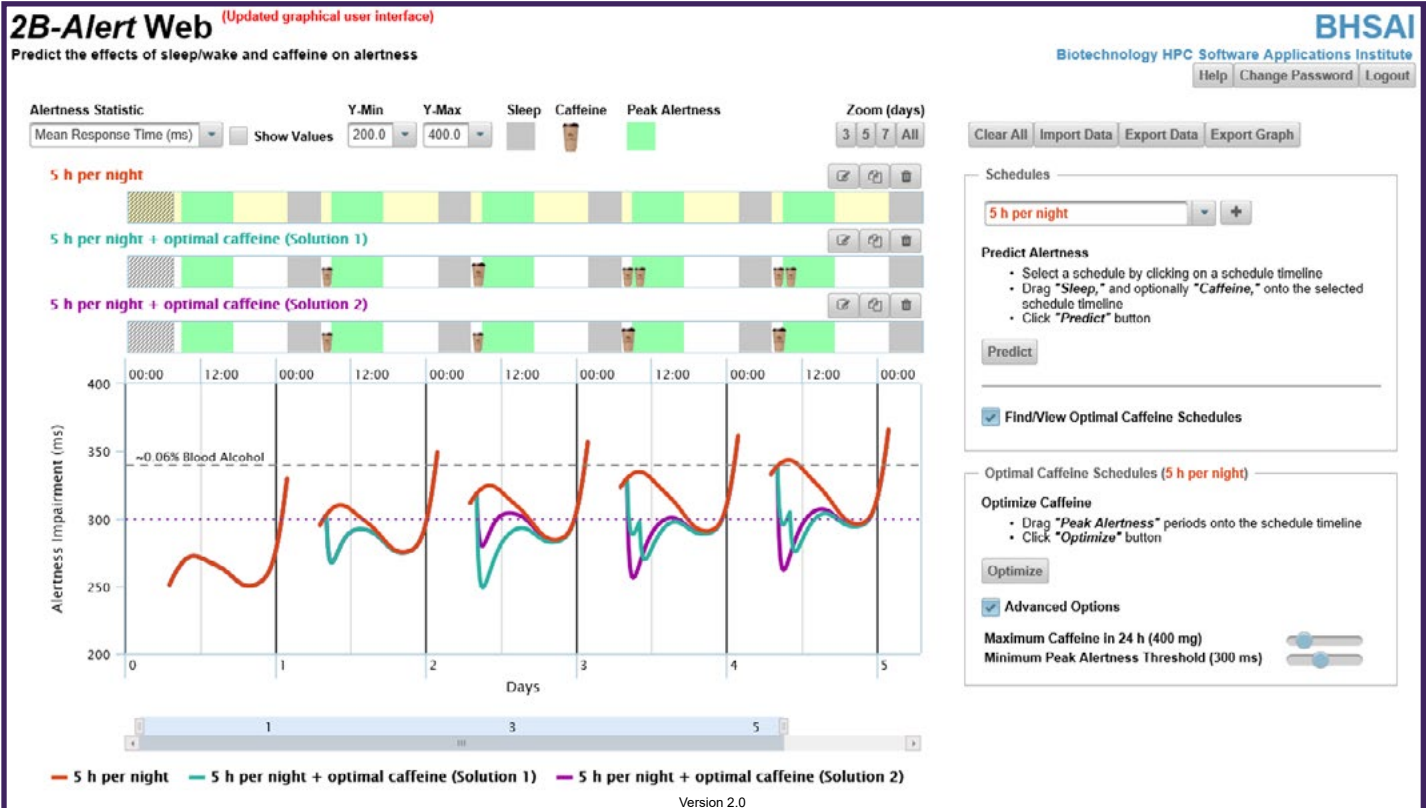 2B-Alert Web (Updated graphical user interface)
Predict the effects of sleep/wake and caffeine on alertness
BHSAI
Biotechnology HPC Software Applications Institute
Help Change Password Logout
Alertness Statistic Y-Min Y-Max Sleep Caffeine Peak Alertness Zoom (days)
Mean Response Time (ms) Show Values 200.0 400.0 3 5 7 All
Clear All Import Data Export Data Export Graph
5 h per night
5 h per night + optimal caffeine (Solution 1)
5 h per night + optimal caffeine (Solution 2)
00:00 12:00 00:00 12:00 00:00 12:00 00:00 12:00 00:00 12:00 00:00
400
350
300
250
200
Alertness Impairment (ms)
~0.06% Blood Alcohol
0 1 2 3 4 5
Days
1 3 5
5 h per night 5 h per night + optimal caffeine (Solution 1) 5 h per night + optimal caffeine (Solution 2)
Schedules
5 h per night
Predict Alertness
• Select a schedule by clicking on a schedule timeline
• Drag "Sleep," and optionally "Caffeine," onto the selected
schedule timeline
• Click "Predict" button
Predict
Find/View Optimal Caffeine Schedules
Optimal Caffeine Schedules (5 h per night)
Optimize Caffeine
• Drag "Peak Alertness" periods onto the schedule timeline
• Click "Optimize" button
Optimize
Advanced Options
Maximum Caffeine in 24 h (400 mg)
Minimum Peak Alertness Threshold (300 ms)
Version 2.0